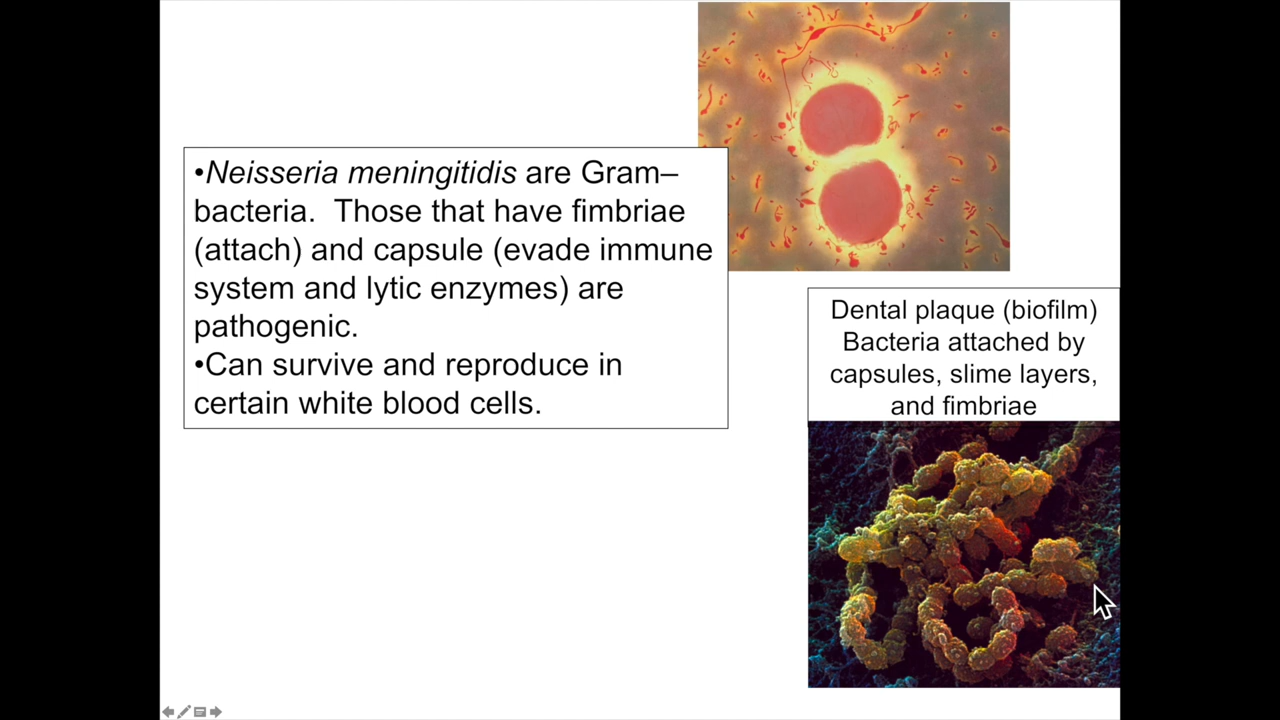 •Neisseria meningitidis are Gram–
bacteria.  Those that have fimbriae
(attach) and capsule (evade immune
system and lytic enzymes) are
pathogenic.
•Can survive and reproduce in
certain white blood cells.
Dental plaque (biofilm)
Bacteria attached by
capsules, slime layers,
and fimbriae